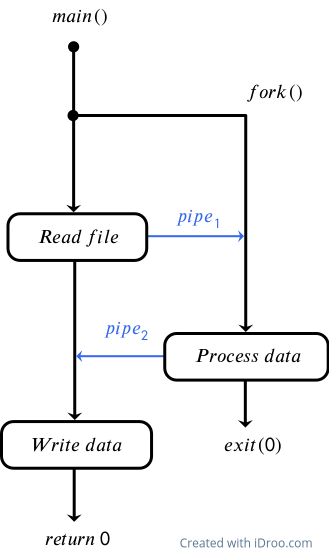 main()
fork()
pipe₁
Read file
pipe₂
Process data
Write data
exit(0)
return 0
Created with iDroo.com